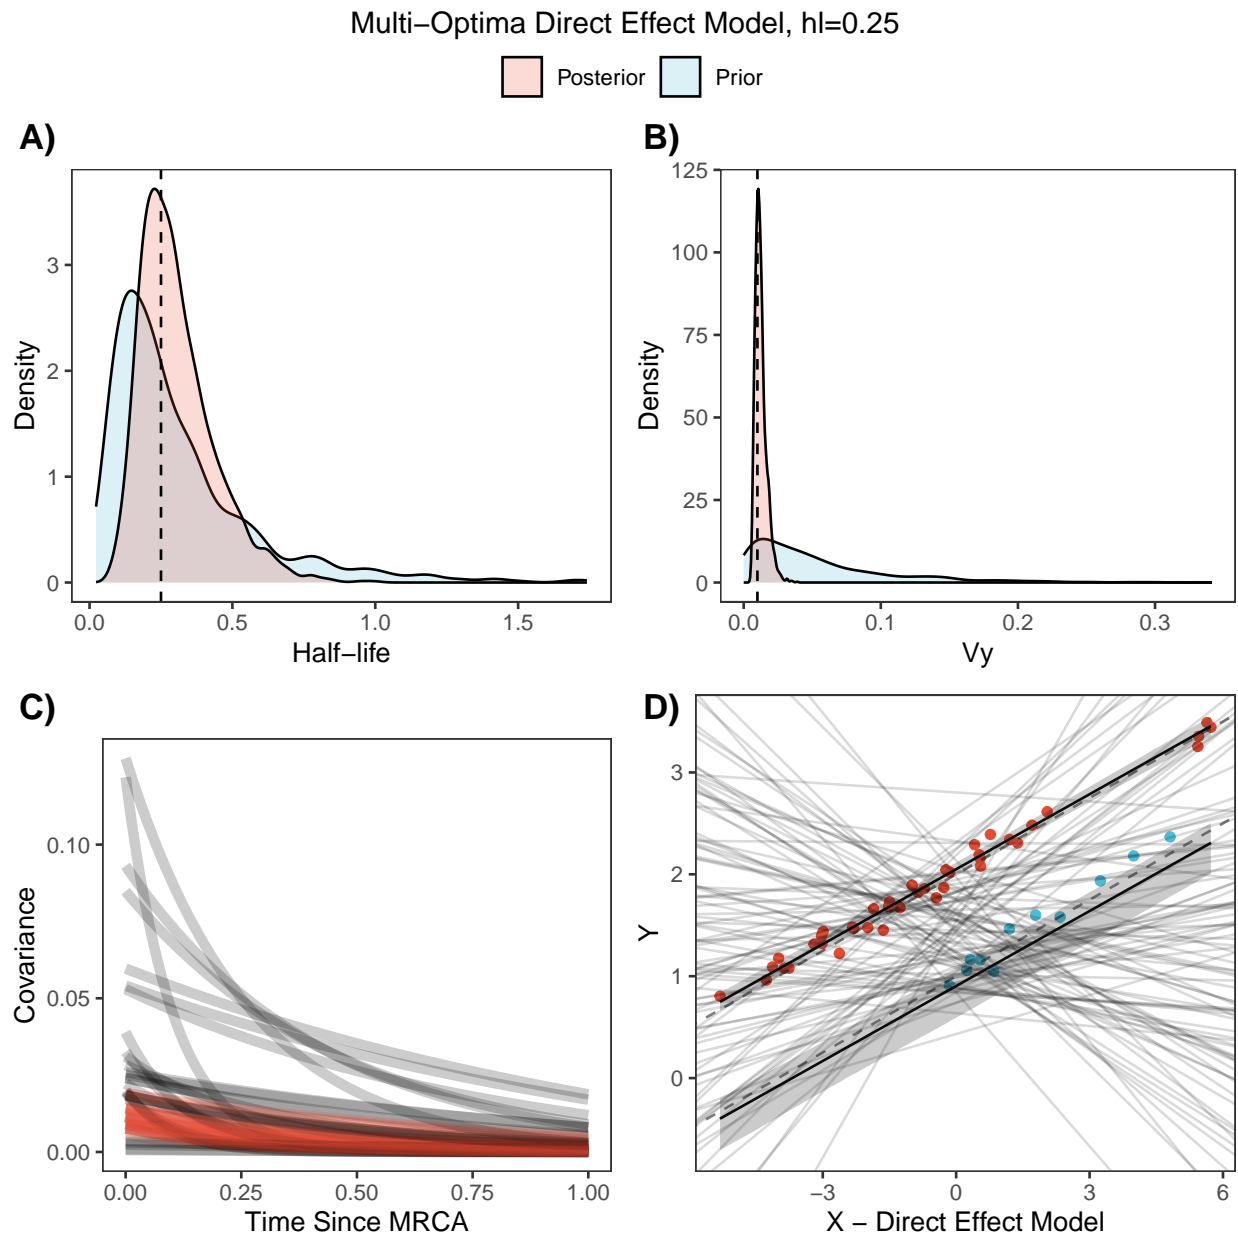 Multi−Optima Direct Effect Model, hl=0.25
Posterior Prior
A)
3
2
1
0
Density
0.0 0.5 1.0 1.5
Half−life
B)
125
100
75
50
25
0
Density
0.0 0.1 0.2 0.3
Vy
C)
0.10
0.05
0.00
Covariance
0.00 0.25 0.50 0.75 1.00
Time Since MRCA
D)
3
2
1
0
Y
−3 0 3 6
X − Direct Effect Model